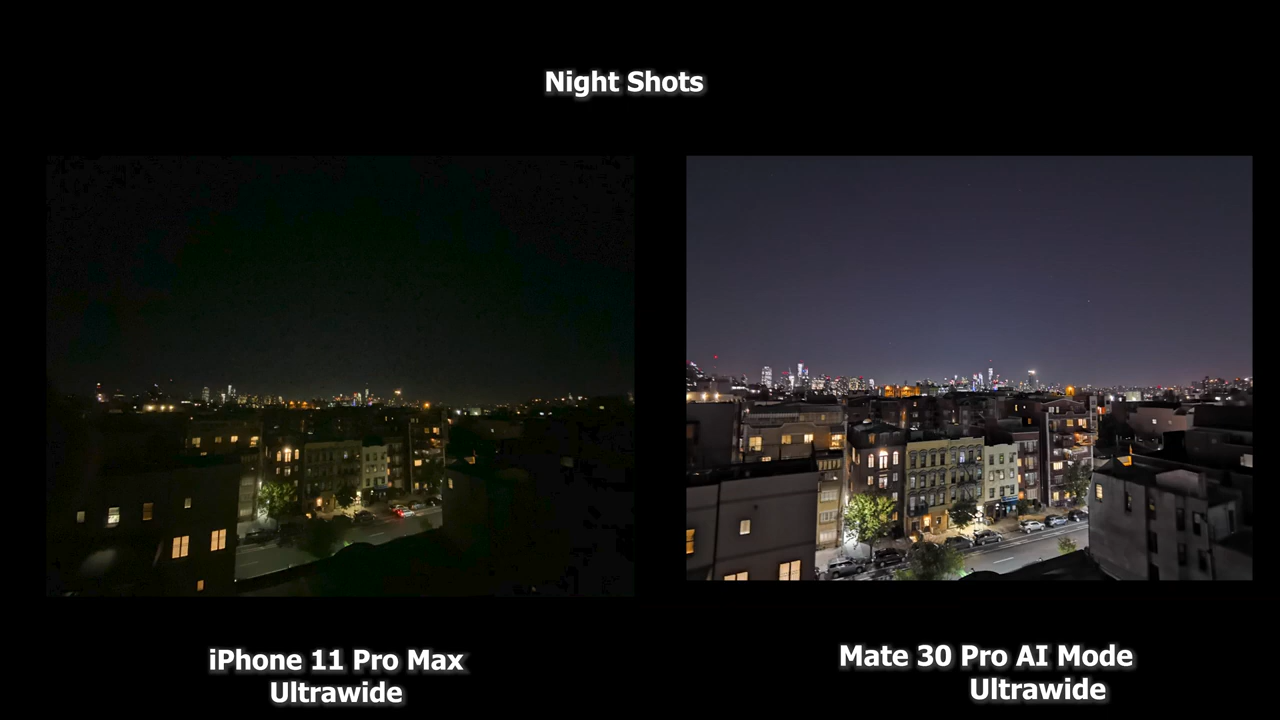 Night Shots
iPhone 11 Pro Max
Ultrawide
Mate 30 Pro AI Mode
Ultrawide